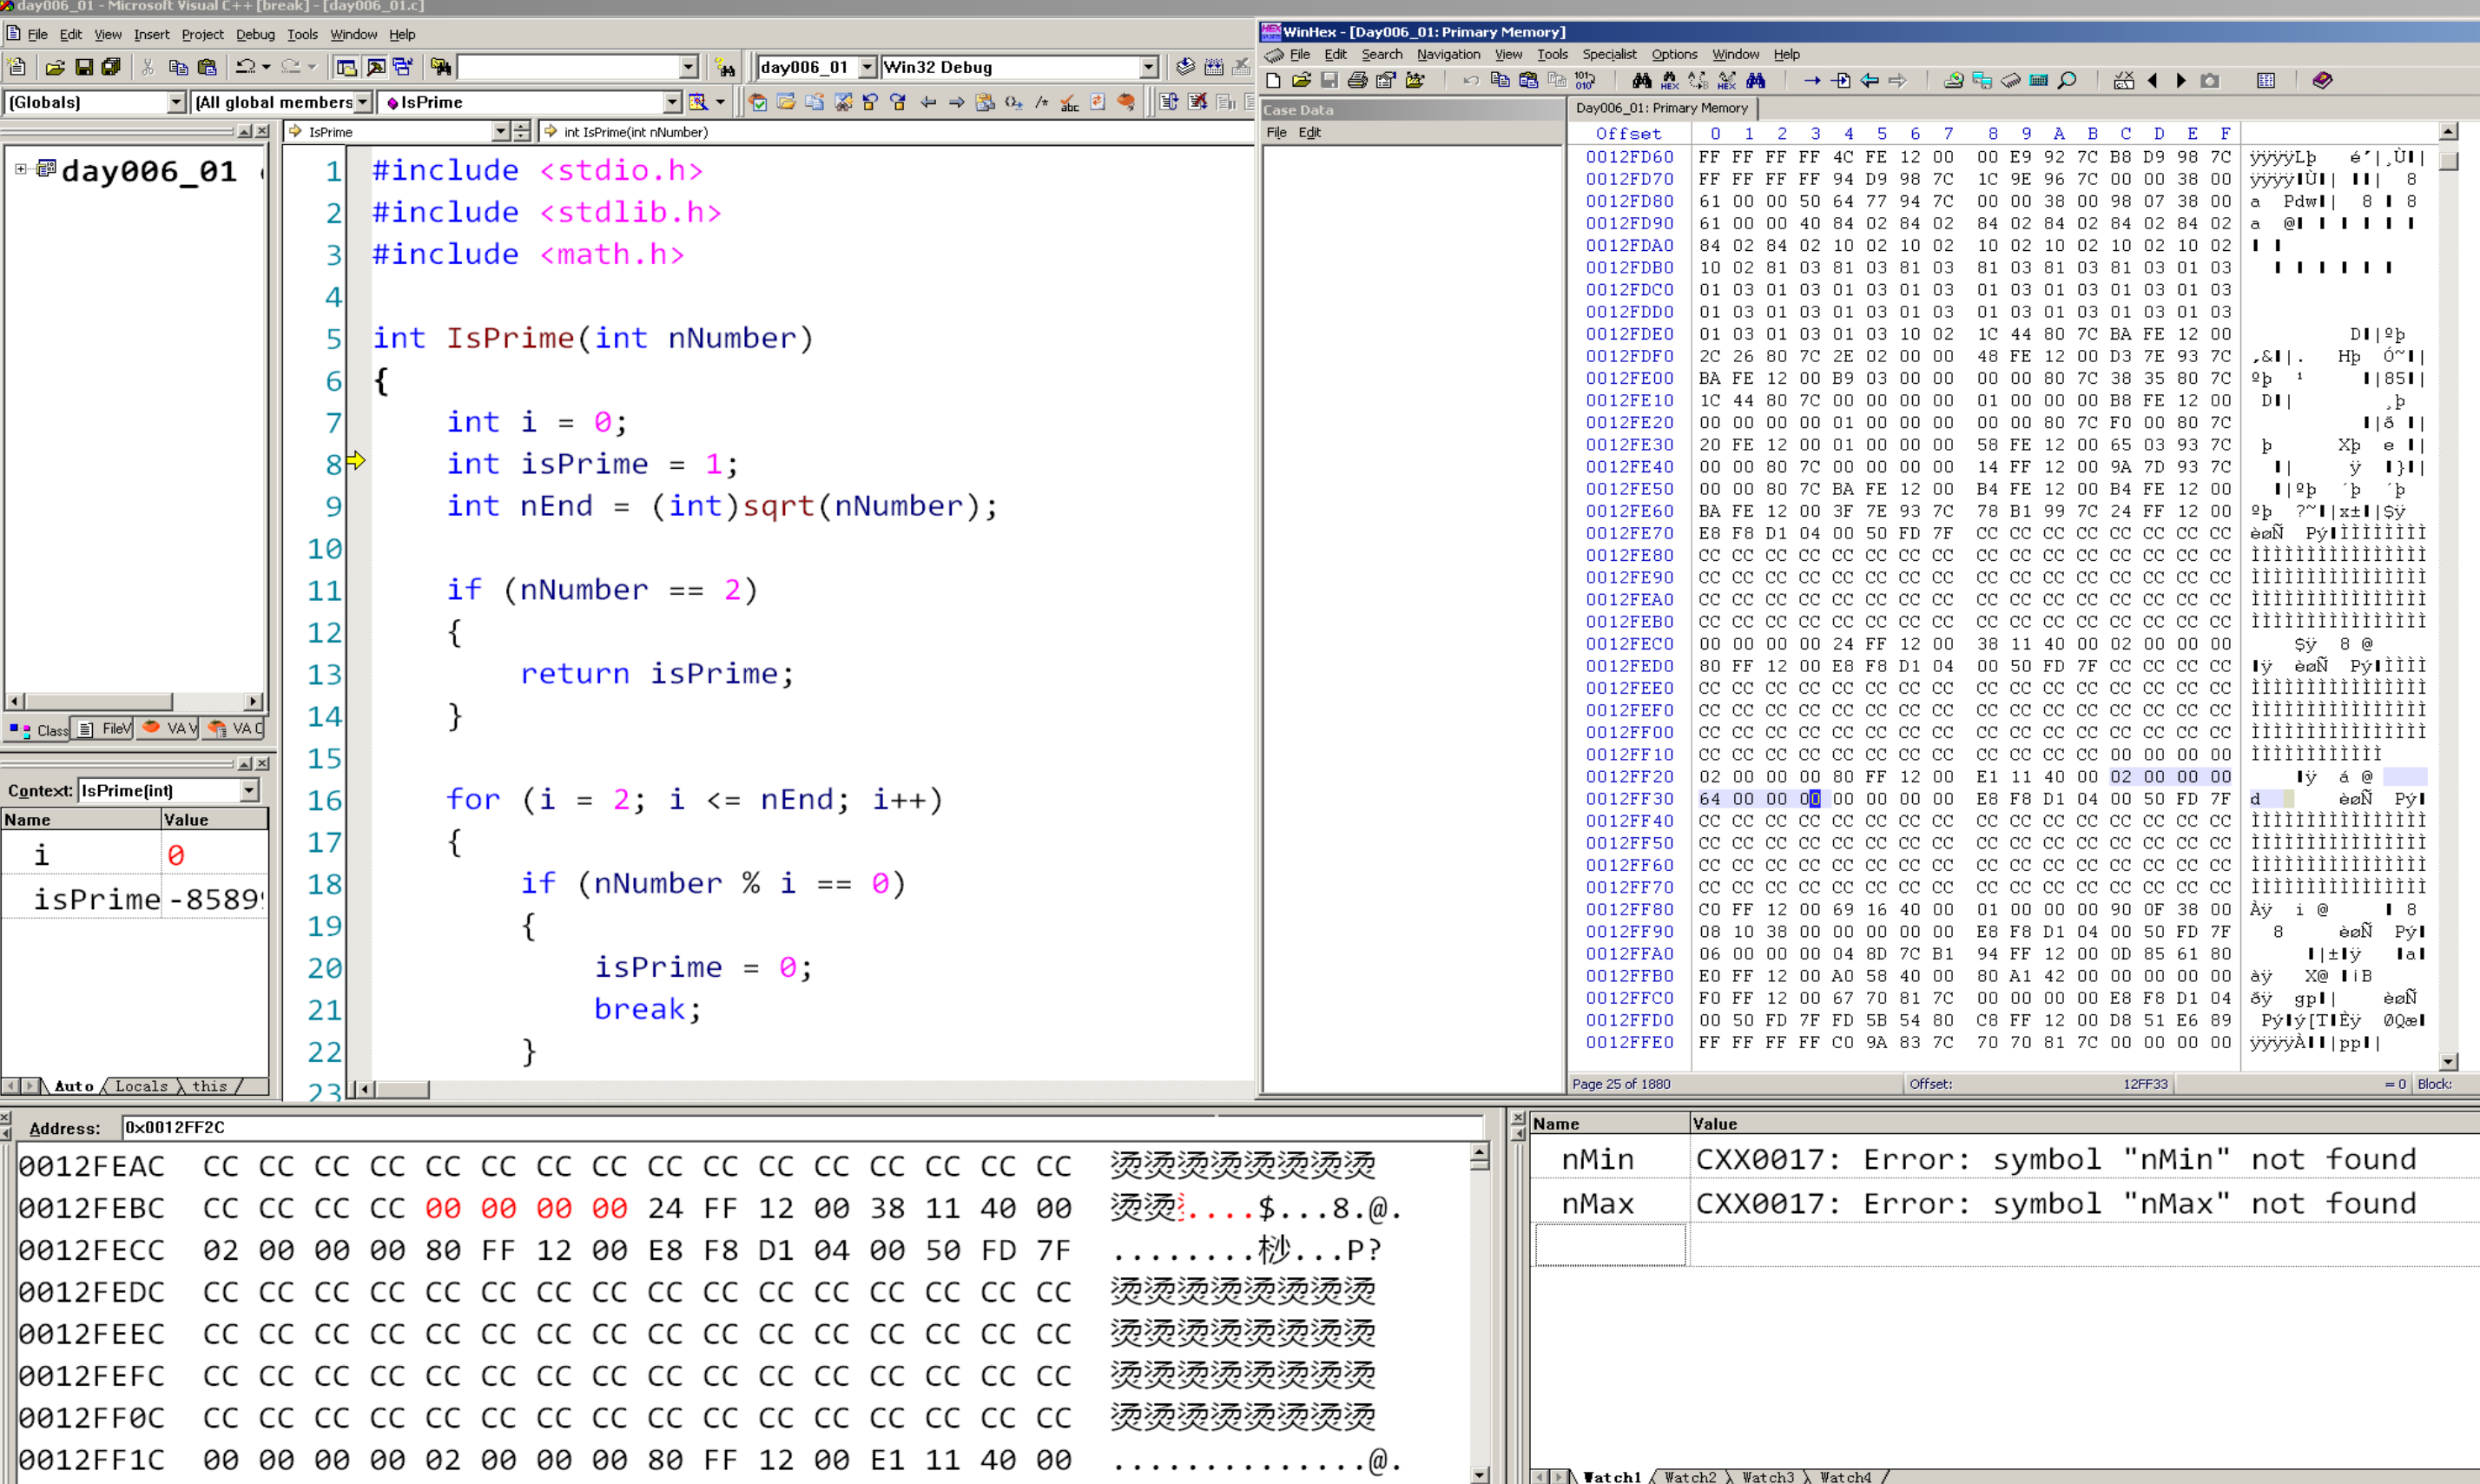 day006_01 - Microsoft Visual C++ [break] - [day006_01.c]
File Edit View Insert Project Debug Tools Window Help
day006_01 Win32 Debug
(Globals) (All global members IsPrime
IsPrime int IsPrime(int nNumber)
day006_01
1 #include <stdio.h>
2 #include <stdlib.h>
3 #include <math.h>
4
5 int IsPrime(int nNumber)
6 {
7 int i = 0;
8 int isPrime = 1;
9 int nEnd = (int)sqrt(nNumber);
10
11 if (nNumber == 2)
12 {
13 return isPrime;
14 }
15
16 for (i = 2; i <= nEnd; i++)
17 {
18 if (nNumber % i == 0)
19 {
20 isPrime = 0;
21 break;
22 }
23
Class FileV VA V VA O
Context: IsPrime(int)
Name Value
i 0
isPrime -8589
Auto Locals this
WinHex - [Day006_01: Primary Memory]
File Edit Search Navigation View Tools Specialist Options Window Help
Case Data
File Edit
Day006_01: Primary Memory
Offset 0 1 2 3 4 5 6 7 8 9 A B C D E F
0012FD60 FF FF FF FF 4C FE 12 00 00 E9 92 7C B8 D9 98 7C
0012FD70 FF FF FF FF 94 D9 98 7C 1C 9E 96 7C 00 00 38 00
0012FD80 61 00 00 50 64 77 94 7C 00 00 38 00 98 07 38 00
0012FD90 61 00 00 40 84 02 84 02 84 02 84 02 84 02 84 02
0012FDA0 84 02 84 02 10 02 10 02 10 02 10 02 10 02 10 02
0012FDB0 10 02 81 03 81 03 81 03 81 03 81 03 81 03 01 03
0012FDC0 01 03 01 03 01 03 01 03 01 03 01 03 01 03 01 03
0012FDD0 01 03 01 03 01 03 01 03 01 03 01 03 01 03 01 03
0012FDE0 01 03 01 03 01 03 10 02 1C 44 80 7C BA FE 12 00
0012FDF0 2C 26 80 7C 2E 02 00 00 48 FE 12 00 D3 7E 93 7C
0012FE00 BA FE 12 00 B9 03 00 00 00 00 80 7C 38 35 80 7C
0012FE10 1C 44 80 7C 00 00 00 00 01 00 00 00 B8 FE 12 00
0012FE20 00 00 00 00 01 00 00 00 00 00 80 7C F0 00 80 7C
0012FE30 20 FE 12 00 01 00 00 00 58 FE 12 00 65 03 93 7C
0012FE40 00 00 80 7C 00 00 00 00 14 FF 12 00 9A 7D 93 7C
0012FE50 00 00 80 7C BA FE 12 00 B4 FE 12 00 B4 FE 12 00
0012FE60 BA FE 12 00 3F 7E 93 7C 78 B1 99 7C 24 FF 12 00
0012FE70 E8 F8 D1 04 00 50 FD 7F CC CC CC CC CC CC CC CC
0012FE80 CC CC CC CC CC CC CC CC CC CC CC CC CC CC CC CC
0012FE90 CC CC CC CC CC CC CC CC CC CC CC CC CC CC CC CC
0012FEA0 CC CC CC CC CC CC CC CC CC CC CC CC CC CC CC CC
0012FEB0 CC CC CC CC CC CC CC CC CC CC CC CC CC CC CC CC
0012FEC0 00 00 00 00 24 FF 12 00 38 11 40 00 02 00 00 00
0012FED0 80 FF 12 00 E8 F8 D1 04 00 50 FD 7F CC CC CC CC
0012FEE0 CC CC CC CC CC CC CC CC CC CC CC CC CC CC CC CC
0012FEF0 CC CC CC CC CC CC CC CC CC CC CC CC CC CC CC CC
0012FF00 CC CC CC CC CC CC CC CC CC CC CC CC CC CC CC CC
0012FF10 CC CC CC CC CC CC CC CC CC CC CC CC 00 00 00 00
0012FF20 02 00 00 00 80 FF 12 00 E1 11 40 00 02 00 00 00
0012FF30 64 00 00 00 00 00 00 00 E8 F8 D1 04 00 50 FD 7F
0012FF40 CC CC CC CC CC CC CC CC CC CC CC CC CC CC CC CC
0012FF50 CC CC CC CC CC CC CC CC CC CC CC CC CC CC CC CC
0012FF60 CC CC CC CC CC CC CC CC CC CC CC CC CC CC CC CC
0012FF70 CC CC CC CC CC CC CC CC CC CC CC CC CC CC CC CC
0012FF80 C0 FF 12 00 69 16 40 00 01 00 00 00 90 0F 38 00
0012FF90 08 10 38 00 00 00 00 00 E8 F8 D1 04 00 50 FD 7F
0012FFA0 06 00 00 00 04 8D 7C B1 94 FF 12 00 0D 85 61 80
0012FFB0 E0 FF 12 00 A0 58 40 00 80 A1 42 00 00 00 00 00
0012FFC0 F0 FF 12 00 67 70 81 7C 00 00 00 00 E8 F8 D1 04
0012FFD0 00 50 FD 7F FD 5B 54 80 C8 FF 12 00 D8 51 E6 89
0012FFE0 FF FF FF FF C0 9A 83 7C 70 70 81 7C 00 00 00 00
Page 25 of 1880 Offset: 12FF33 = 0 Block:
Address: 0x0012FF2C
0012FEAC CC CC CC CC CC CC CC CC CC CC CC CC CC CC CC CC 烫烫烫烫烫烫烫烫
0012FEBC CC CC CC CC 00 00 00 00 24 FF 12 00 38 11 40 00 烫烫....$...8.@.
0012FECC 02 00 00 00 80 FF 12 00 E8 F8 D1 04 00 50 FD 7F ........桫...P?
0012FEDC CC CC CC CC CC CC CC CC CC CC CC CC CC CC CC CC 烫烫烫烫烫烫烫烫
0012FEEC CC CC CC CC CC CC CC CC CC CC CC CC CC CC CC CC 烫烫烫烫烫烫烫烫
0012FEFC CC CC CC CC CC CC CC CC CC CC CC CC CC CC CC CC 烫烫烫烫烫烫烫烫
0012FF0C CC CC CC CC CC CC CC CC CC CC CC CC CC CC CC CC 烫烫烫烫烫烫烫烫
0012FF1C 00 00 00 00 02 00 00 00 80 FF 12 00 E1 11 40 00 ..............@.
Name Value
nMin CXX0017: Error: symbol "nMin" not found
nMax CXX0017: Error: symbol "nMax" not found
Watch1 Watch2 Watch3 Watch4